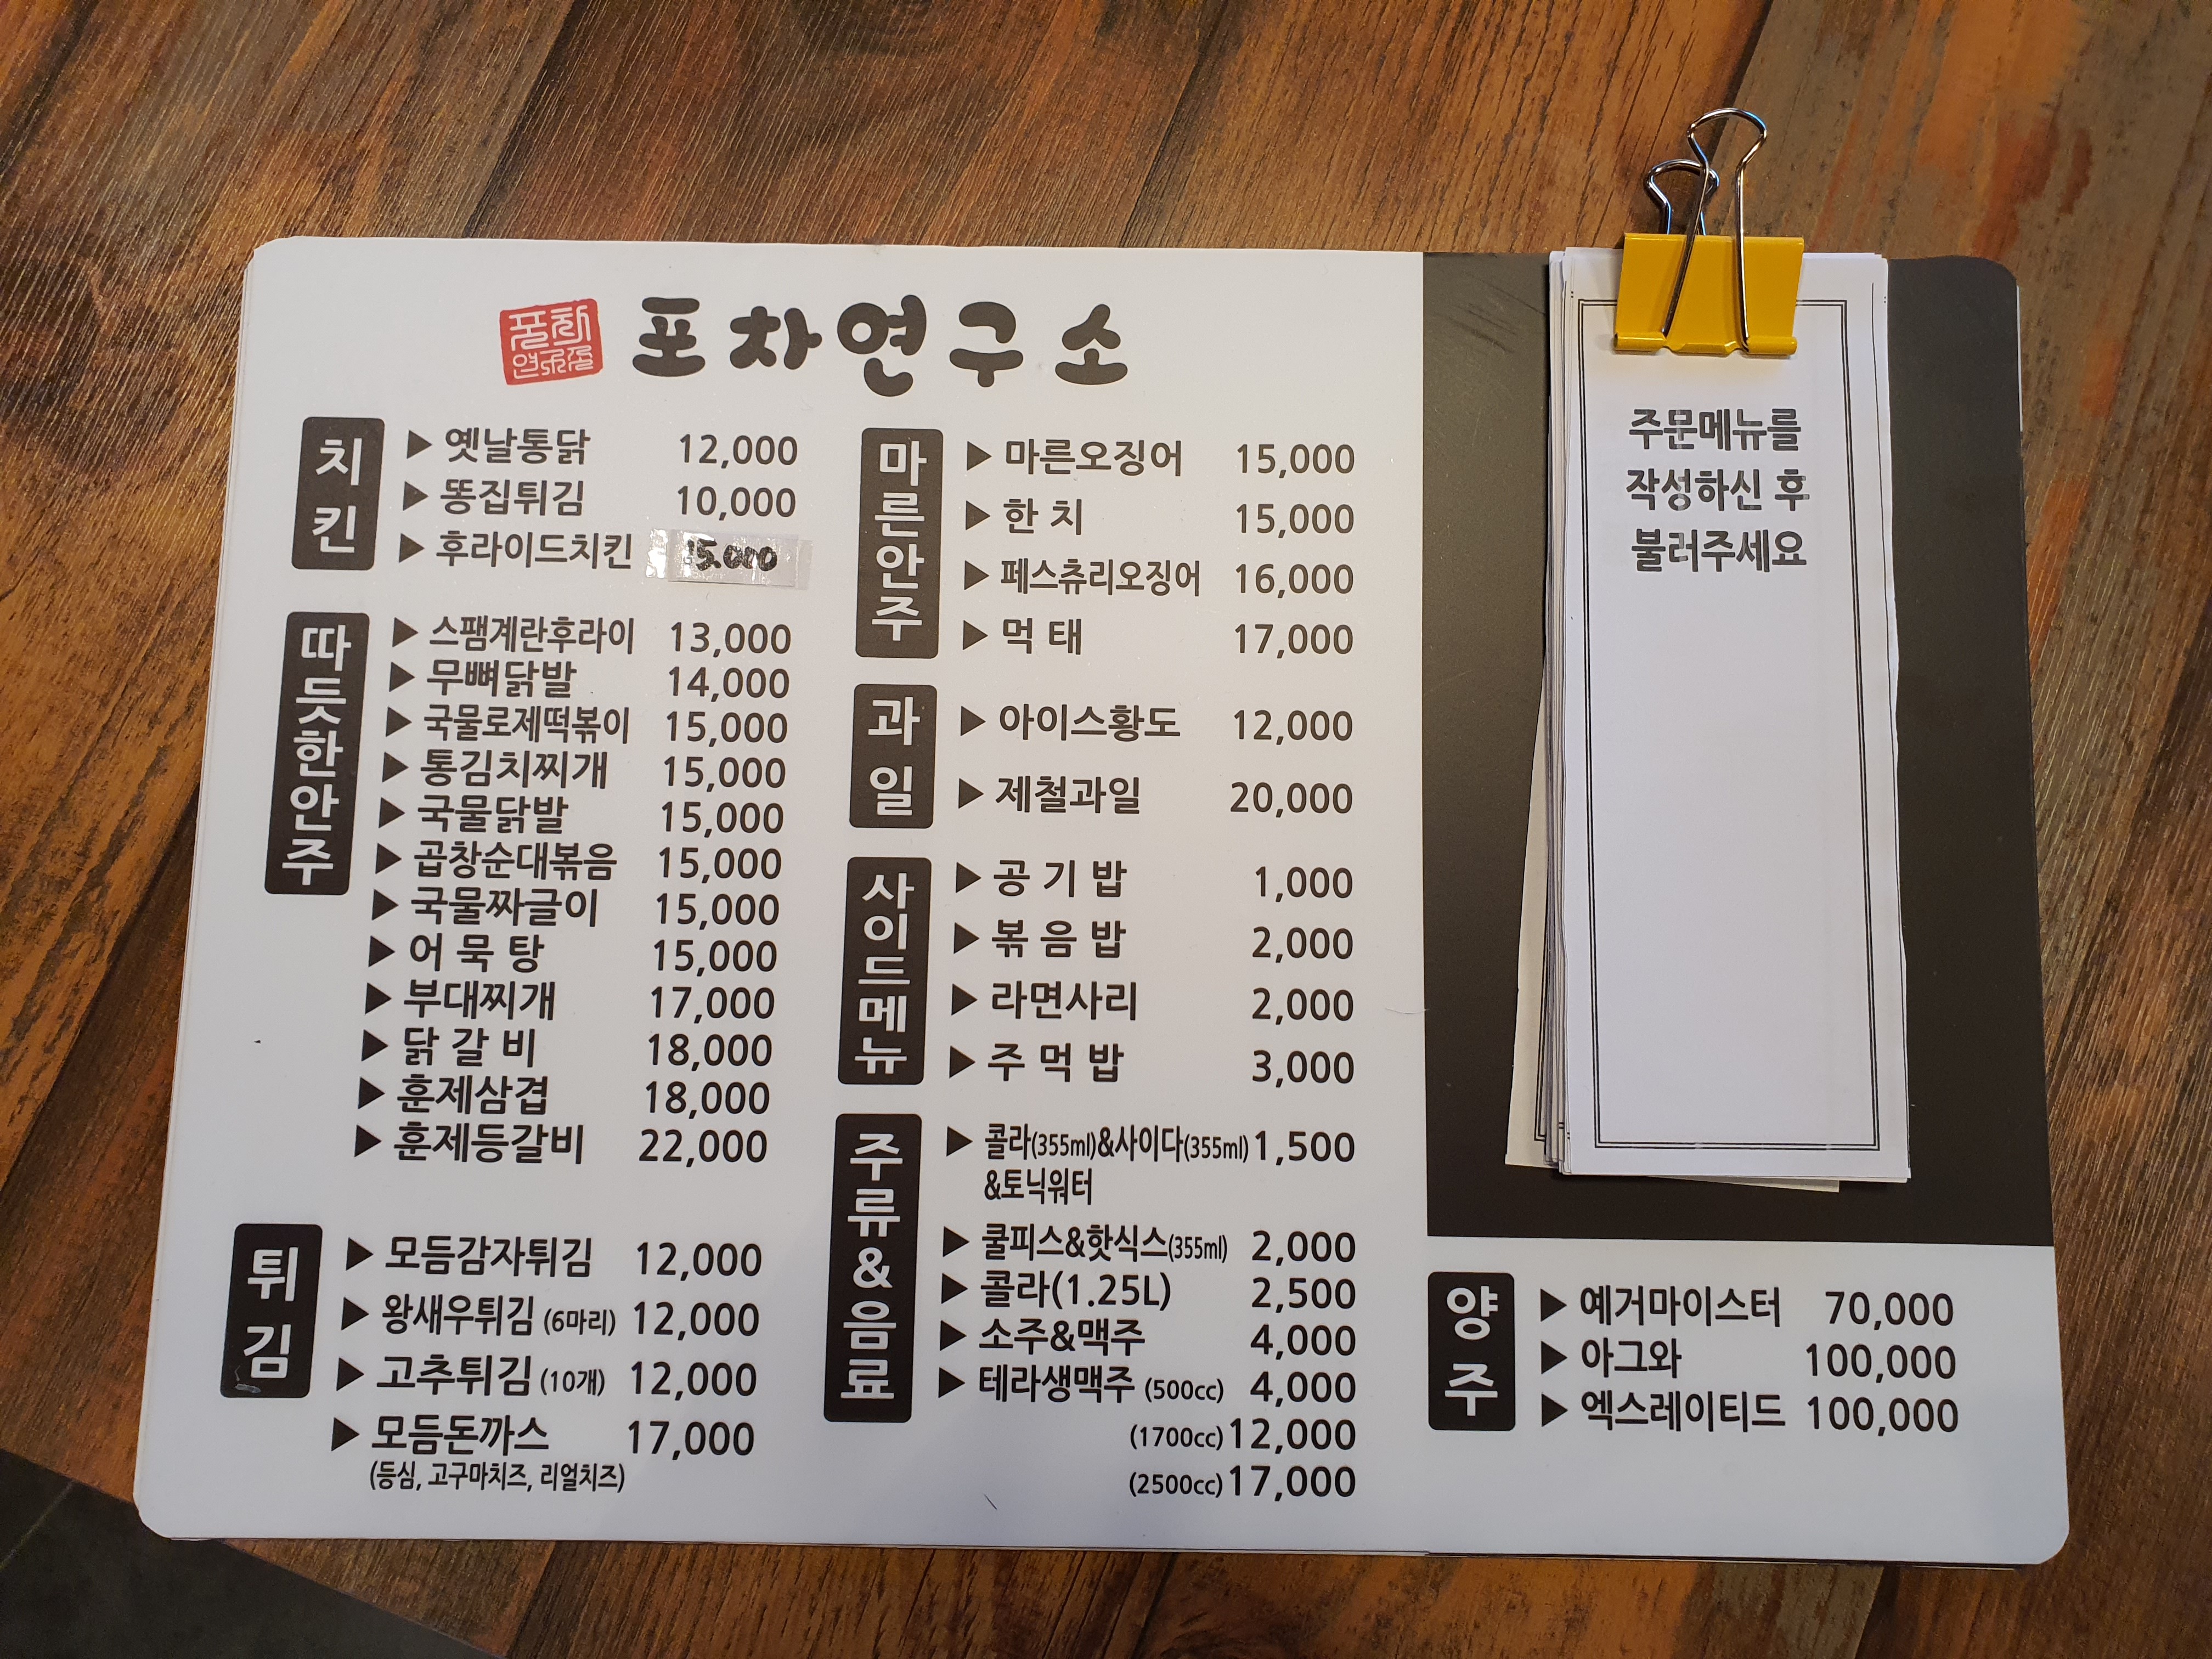 포차연구소
포차연구소
치킨
▶ 옛날통닭 12,000
▶ 똥집튀김 10,000
▶ 후라이드치킨 15,000
따듯한안주
▶ 스팸계란후라이 13,000
▶ 무뼈닭발 14,000
▶ 국물로제떡볶이 15,000
▶ 통김치찌개 15,000
▶ 국물닭발 15,000
▶ 곱창순대볶음 15,000
▶ 국물짜글이 15,000
▶ 어 묵 탕 15,000
▶ 부대찌개 17,000
▶ 닭 갈 비 18,000
▶ 훈제삼겹 18,000
▶ 훈제등갈비 22,000
튀김
▶ 모듬감자튀김 12,000
▶ 왕새우튀김 (6마리) 12,000
▶ 고추튀김 (10개) 12,000
▶ 모듬돈까스 17,000
(등심, 고구마치즈, 리얼치즈)
마른안주
▶ 마른오징어 15,000
▶ 한 치 15,000
▶ 페스츄리오징어 16,000
▶ 먹 태 17,000
과일
▶ 아이스황도 12,000
▶ 제철과일 20,000
사이드메뉴
▶ 공 기 밥 1,000
▶ 볶 음 밥 2,000
▶ 라면사리 2,000
▶ 주 먹 밥 3,000
주류&음료
▶ 콜라(355ml)&사이다(355ml) 1,500
&토닉워터
▶ 쿨피스&핫식스(355ml) 2,000
▶ 콜라(1.25L) 2,500
▶ 소주&맥주 4,000
▶ 테라생맥주 (500cc) 4,000
(1700cc) 12,000
(2500cc) 17,000
주문메뉴를
작성하신 후
불러주세요
양주
▶ 예거마이스터 70,000
▶ 아그와 100,000
▶ 엑스레이티드 100,000